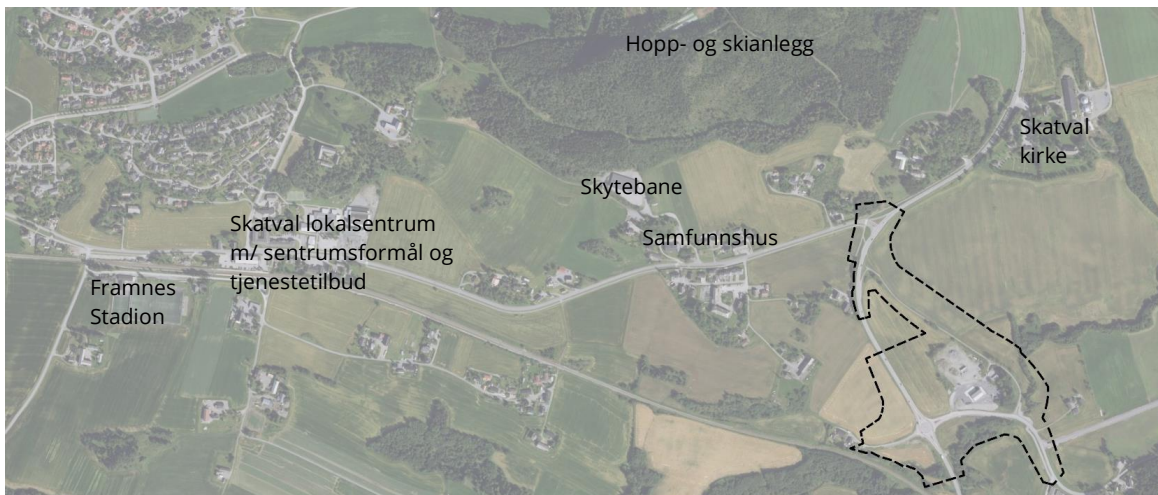 Hopp- og skianlegg
Skatval
kirke
Skytebane
Skatval lokalsentrum
m/ sentrumsformål og
tjenestetilbud
Samfunnshus
Framnes
Stadion